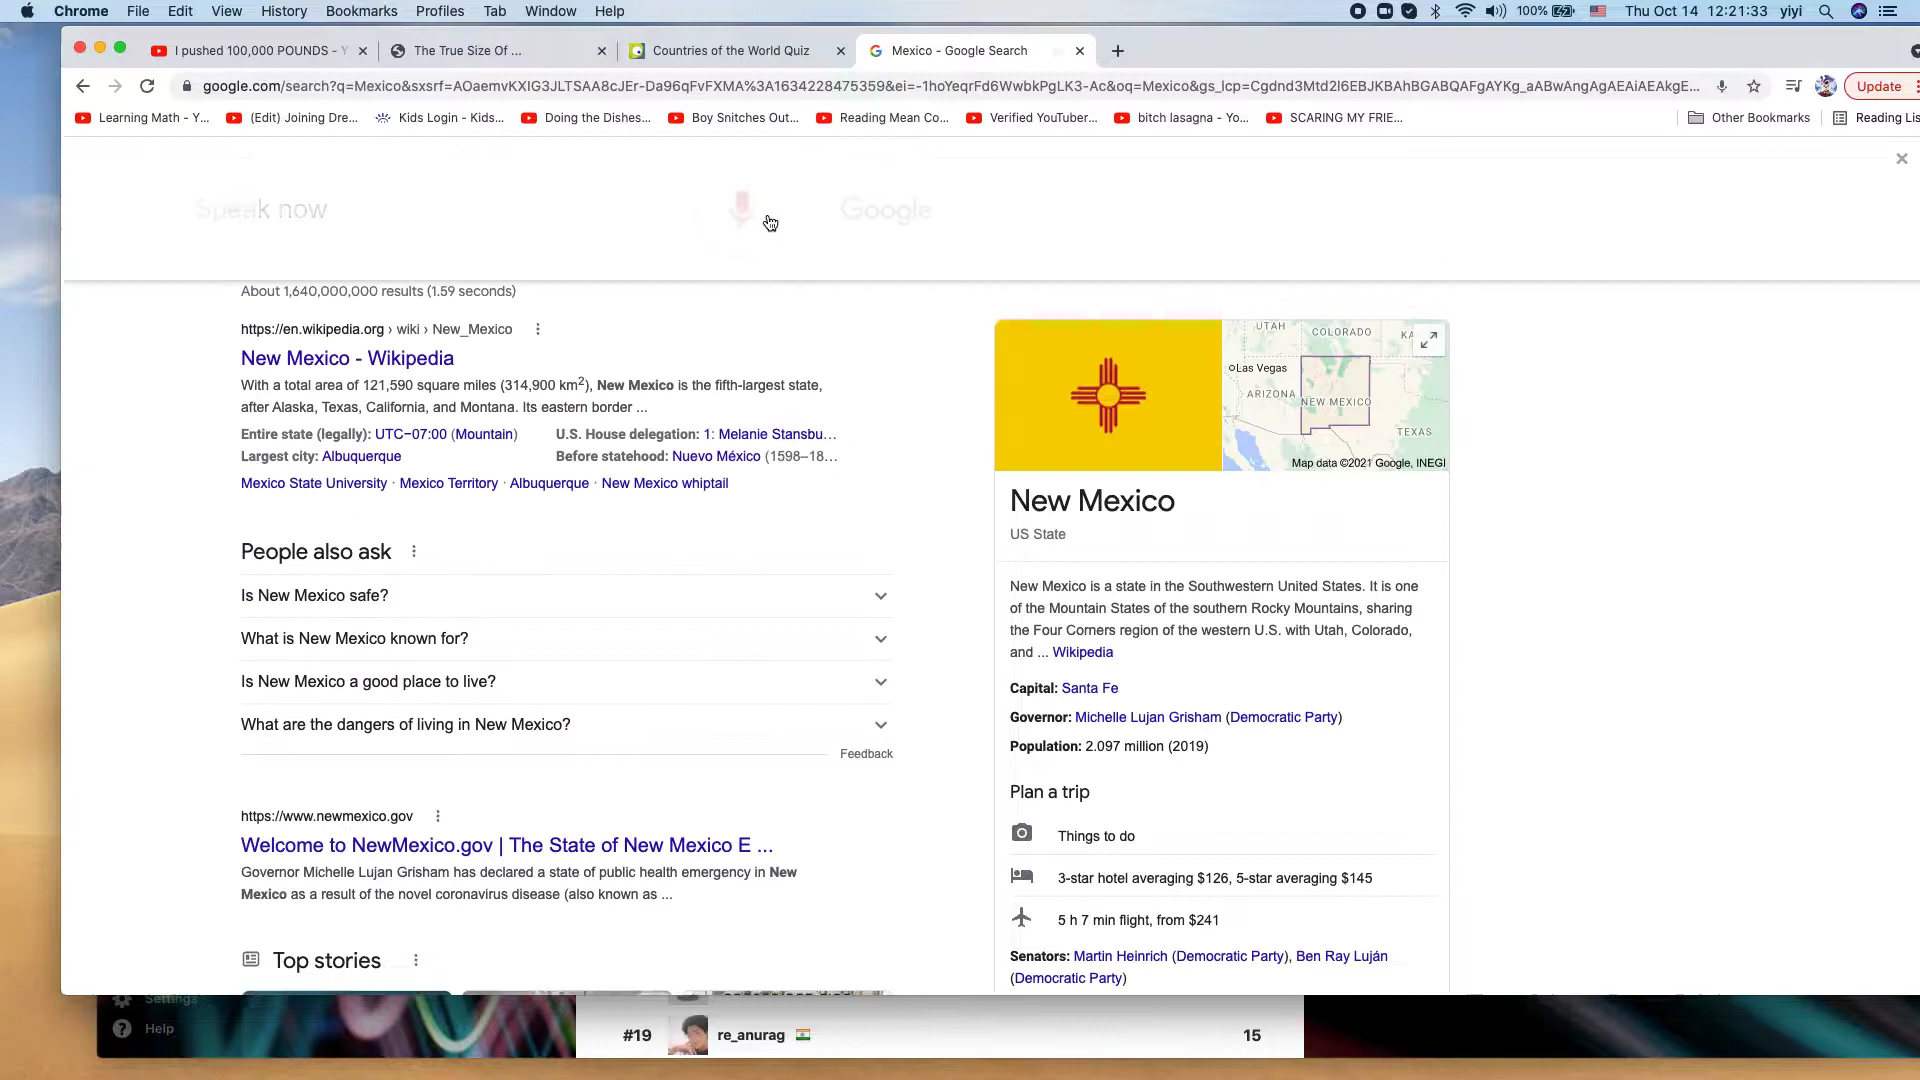 Chrome File Edit View History Bookmarks Profiles Tab Window Help 100% Thu Oct 14 12:21:33 yiyi
I pushed 100,000 POUNDS - Y The True Size Of ... Countries of the World Quiz Mexico - Google Search
google.com/search?q=Mexico&sxsrf=AOaemvKXIG3JLTSAA8cJEr-Da96qFvFXMA%3A1634228475359&ei=-1hoYeqrFd6WwbkPgLK3-Ac&oq=Mexico&gs_lcp=Cgdnd3Mtd2l6EBJKBAhBGABQAFgAYKg_aABwAngAgAEAiAEAkgE... Update
Learning Math - Y... (Edit) Joining Dre... Kids Login - Kids... Doing the Dishes... Boy Snitches Out... Reading Mean Co... Verified YouTuber... bitch lasagna - Yo... SCARING MY FRIE... Other Bookmarks Reading Lis
Speak now Google
About 1,640,000,000 results (1.59 seconds)
https://en.wikipedia.org › wiki › New_Mexico
New Mexico - Wikipedia
With a total area of 121,590 square miles (314,900 km2), New Mexico is the fifth-largest state,
after Alaska, Texas, California, and Montana. Its eastern border ...
Entire state (legally): UTC−07:00 (Mountain) U.S. House delegation: 1: Melanie Stansbu...
Largest city: Albuquerque Before statehood: Nuevo México (1598–18...
Mexico State University · Mexico Territory · Albuquerque · New Mexico whiptail
People also ask
Is New Mexico safe?
What is New Mexico known for?
Is New Mexico a good place to live?
What are the dangers of living in New Mexico?
Feedback
https://www.newmexico.gov
Welcome to NewMexico.gov | The State of New Mexico E ...
Governor Michelle Lujan Grisham has declared a state of public health emergency in New
Mexico as a result of the novel coronavirus disease (also known as ...
Top stories
UTAH COLORADO KA
Las Vegas
ARIZONA NEW MEXICO
TEXAS
Map data ©2021 Google, INEGI
New Mexico
US State
New Mexico is a state in the Southwestern United States. It is one
of the Mountain States of the southern Rocky Mountains, sharing
the Four Corners region of the western U.S. with Utah, Colorado,
and ... Wikipedia
Capital: Santa Fe
Governor: Michelle Lujan Grisham (Democratic Party)
Population: 2.097 million (2019)
Plan a trip
Things to do
3-star hotel averaging $126, 5-star averaging $145
5 h 7 min flight, from $241
Senators: Martin Heinrich (Democratic Party), Ben Ray Luján
(Democratic Party)
Settings
Help
#19 re_anurag 15